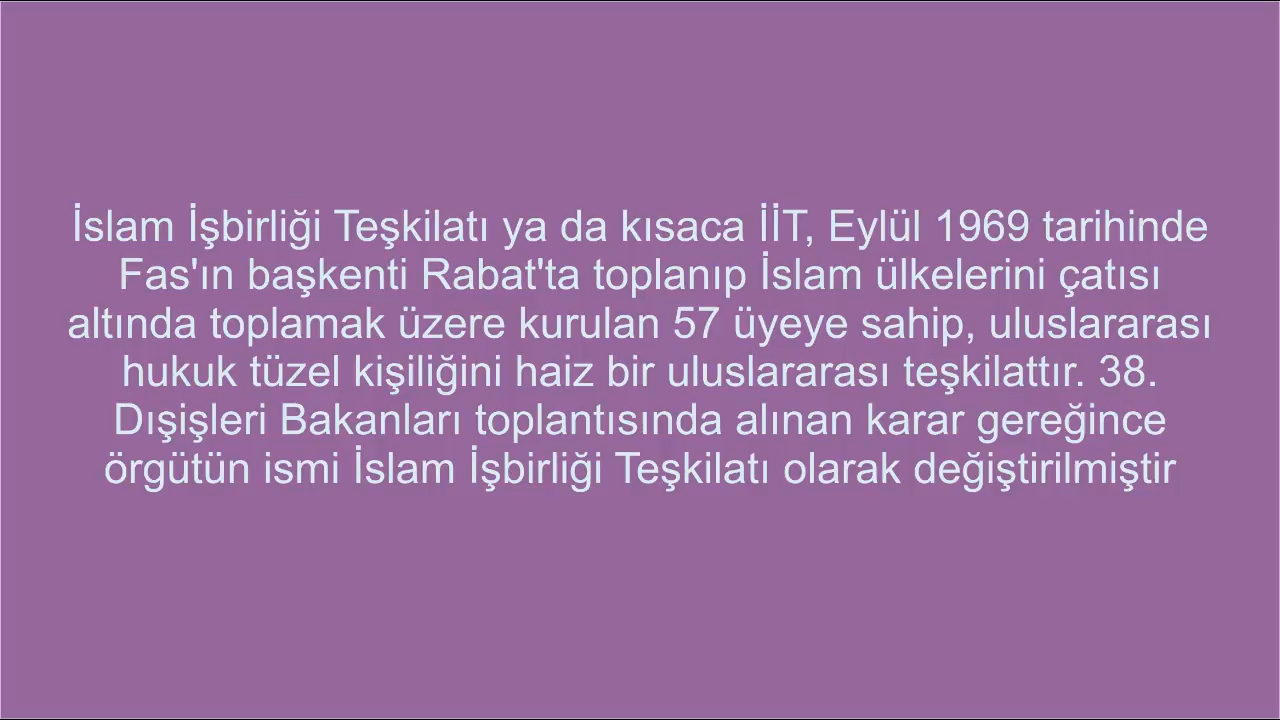 İslam İşbirliği Teşkilatı ya da kısaca İİT, Eylül 1969 tarihinde
Fas'ın başkenti Rabat'ta toplanıp İslam ülkelerini çatısı
altında toplamak üzere kurulan 57 üyeye sahip, uluslararası
hukuk tüzel kişiliğini haiz bir uluslararası teşkilattır. 38.
Dışişleri Bakanları toplantısında alınan karar gereğince
örgütün ismi İslam İşbirliği Teşkilatı olarak değiştirilmiştir